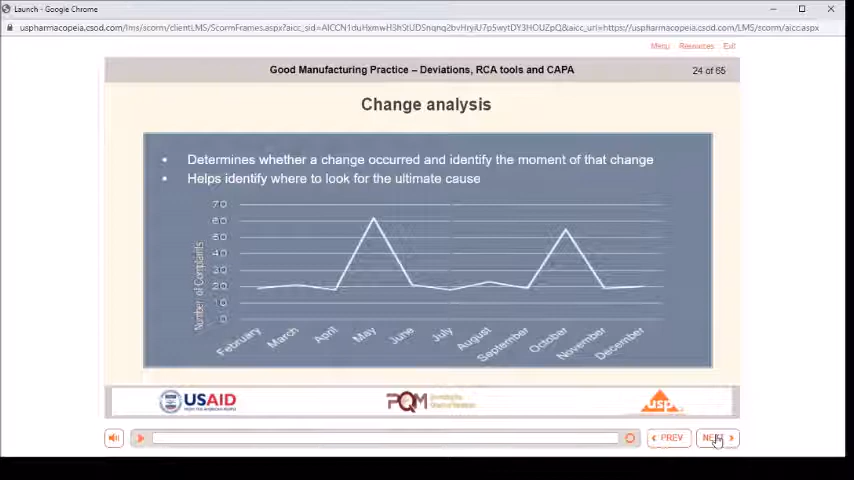 Launch - Google Chrome
Menu Resources Exit
Good Manufacturing Practice – Deviations, RCA tools and CAPA
24 of 65
Change analysis
• Determines whether a change occurred and identify the moment of that change
• Helps identify where to look for the ultimate cause
Number of Complaints
70
60
50
40
30
20
10
0
February March April May June July August September October November December
USAID
PQM
usp
PREV
NEXT